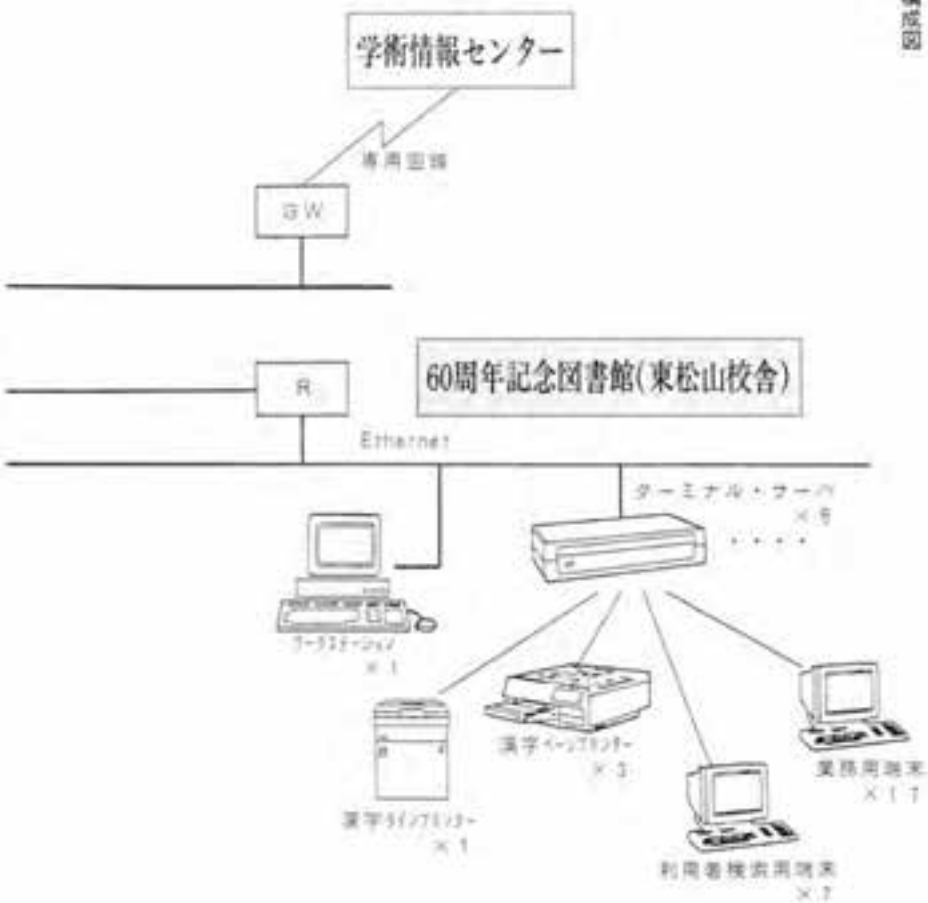 構成図
学術情報センター
専用回線
GW
R
60周年記念図書館(東松山校舎)
Ethernet
ターミナル・サーバ
・・・・
ワークステーション
×1
漢字ページプリンター
×3
漢字ラインプリンター
×1
業務用端末
利用者検索用端末